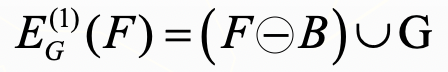 E_G^{(1)}(F) = (F⊖B)∪G